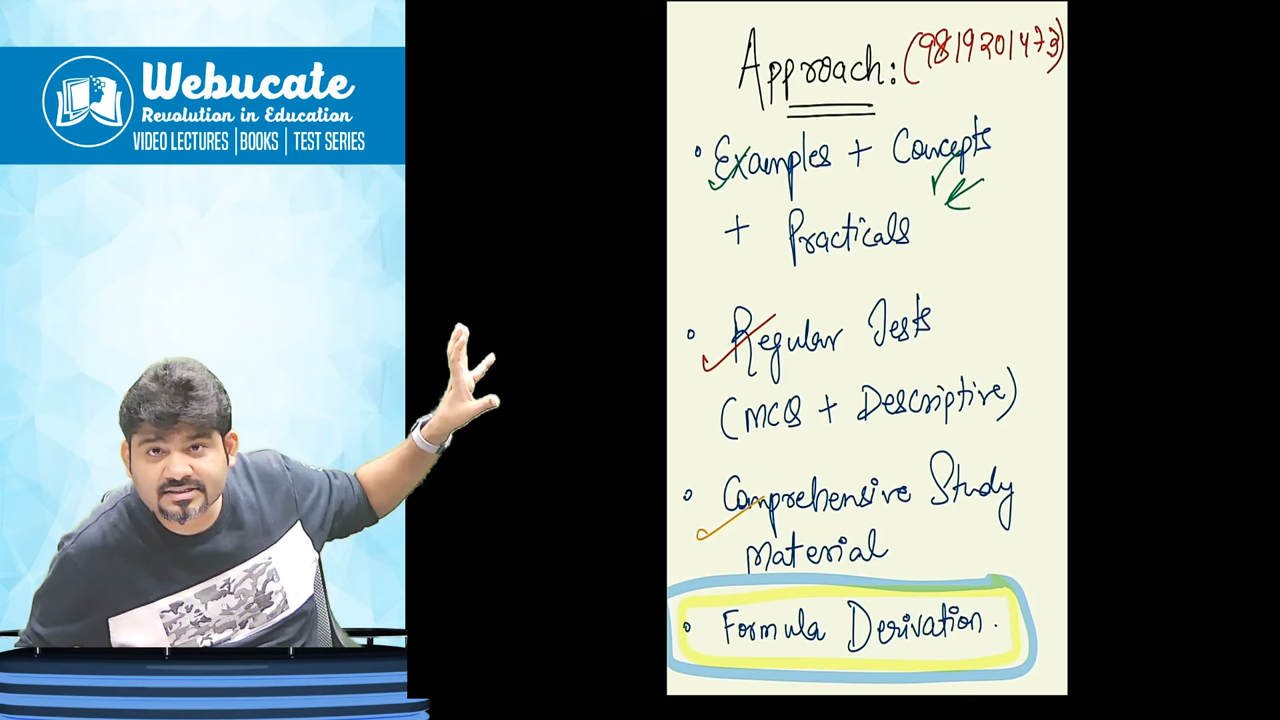 Webucate
Revolution in Education
VIDEO LECTURES | BOOKS | TEST SERIES
Approach: (9819201473)
• Examples + Concepts
+ Practicals
• Regular Tests
(MCQ + Descriptive)
• Comprehensive Study
Material
• Formula Derivation.